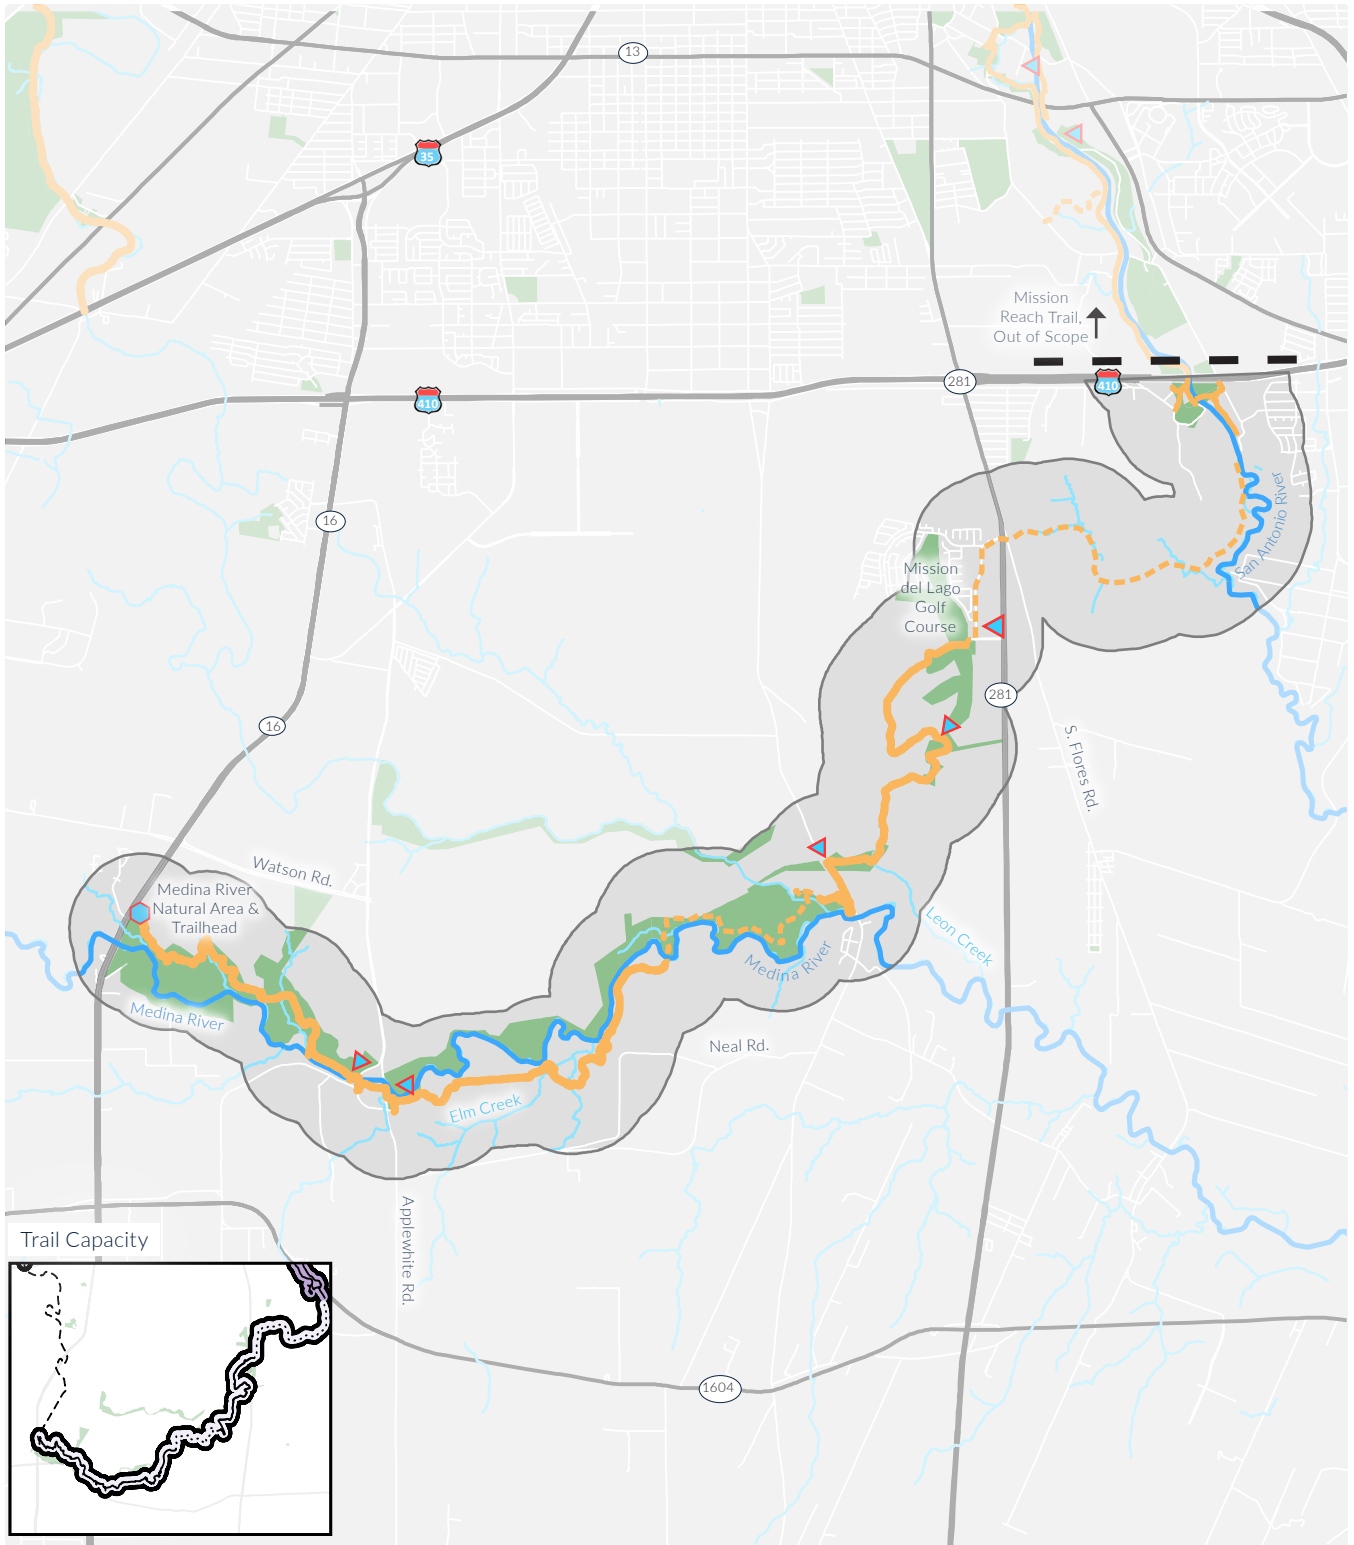 13
35
Mission
Reach Trail,
Out of Scope
281
410
410
16
San Antonio River
Mission
del Lago
Golf
Course
281
16
S. Flores Rd.
Watson Rd.
Medina River
Natural Area &
Trailhead
Leon Creek
Medina River
Medina River
Neal Rd.
Elm Creek
Applewhite Rd.
Trail Capacity
1604